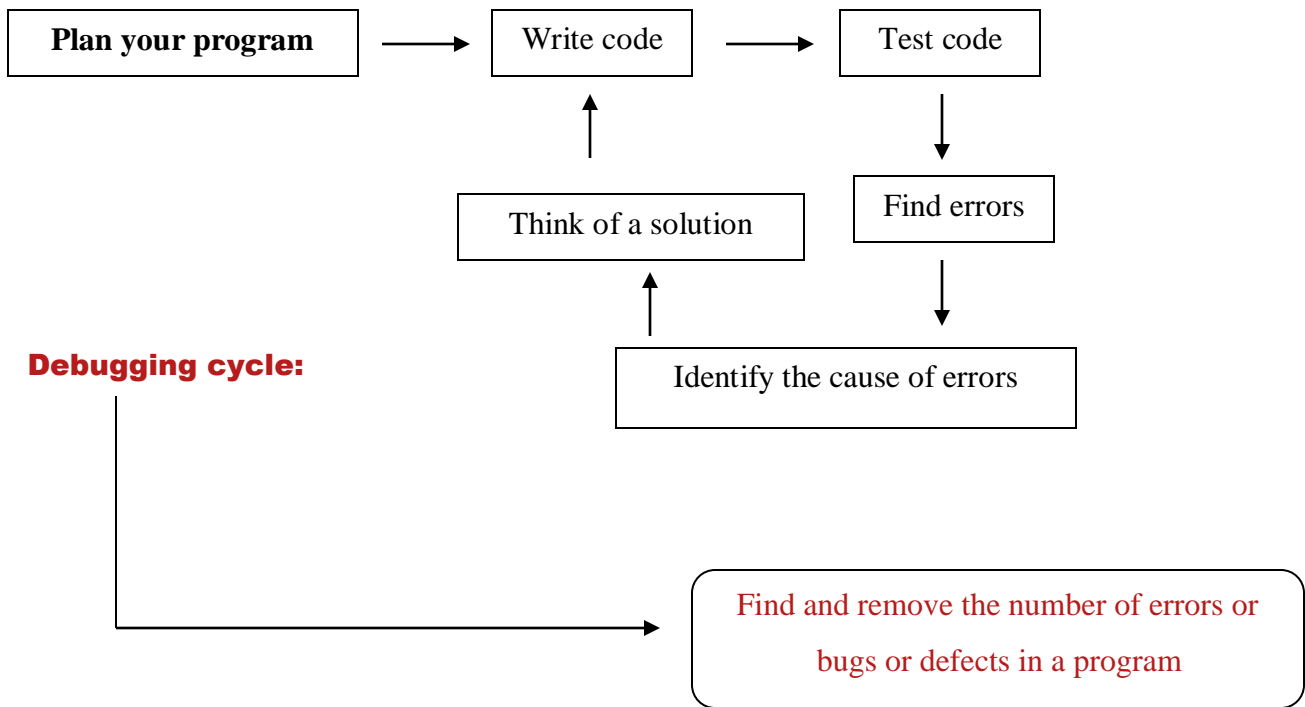 Plan your program
Write code
Test code
Think of a solution
Find errors
Debugging cycle:
Identify the cause of errors
Find and remove the number of errors or
bugs or defects in a program